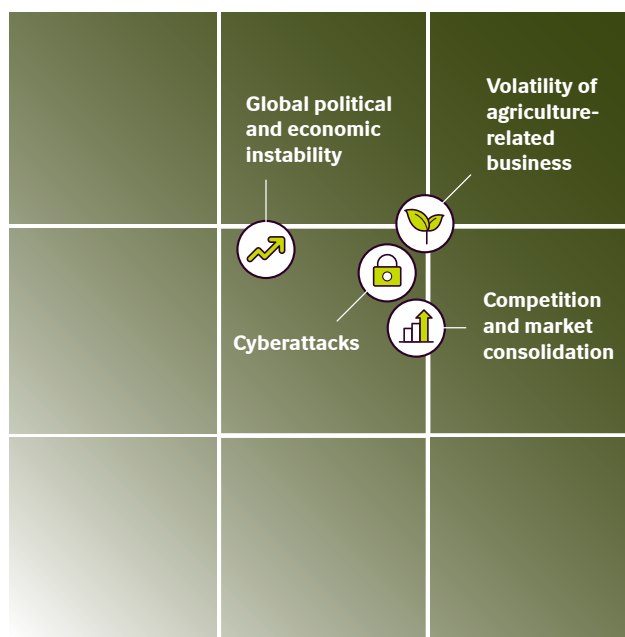 Global political
and economic
instability
Volatility of
agriculture-
related
business
Cyberattacks
Competition
and market
consolidation